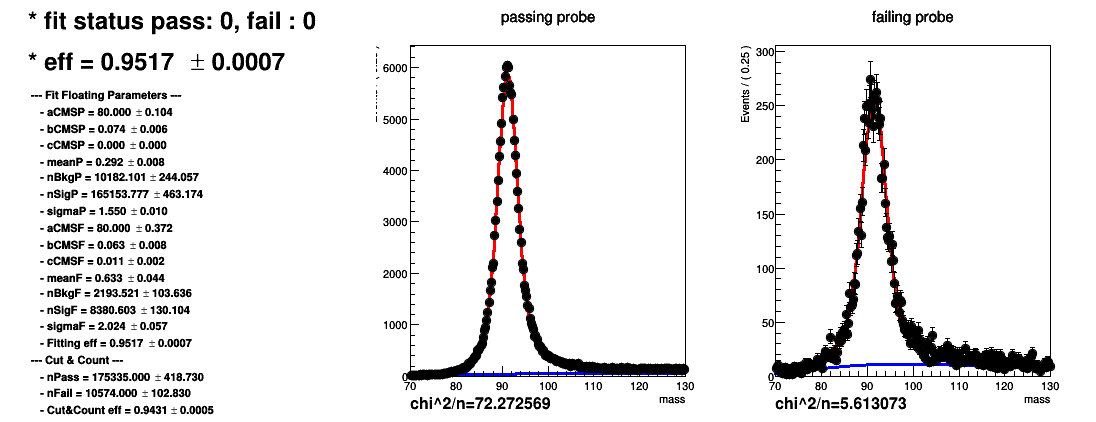 * fit status pass: 0, fail : 0
* eff = 0.9517 ± 0.0007
--- Fit Floating Parameters ---
- aCMSP = 80.000 ± 0.104
- bCMSP = 0.074 ± 0.006
- cCMSP = 0.000 ± 0.000
- meanP = 0.292 ± 0.008
- nBkgP = 10182.101 ± 244.057
- nSigP = 165153.777 ± 463.174
- sigmaP = 1.550 ± 0.010
- aCMSF = 80.000 ± 0.372
- bCMSF = 0.063 ± 0.008
- cCMSF = 0.011 ± 0.002
- meanF = 0.633 ± 0.044
- nBkgF = 2193.521 ± 103.636
- nSigF = 8380.603 ± 130.104
- sigmaF = 2.024 ± 0.057
- Fitting eff = 0.9517 ± 0.0007
--- Cut & Count ---
- nPass = 175335.000 ± 418.730
- nFail = 10574.000 ± 102.830
- Cut&Count eff = 0.9431 ± 0.0005
passing probe
6000
5000
4000
3000
2000
1000
0
70 80 90 100 110 120 130
mass
chi^2/n=72.272569
failing probe
Events / ( 0.25 )
300
250
200
150
100
50
0
70 80 90 100 110 120 130
mass
chi^2/n=5.613073